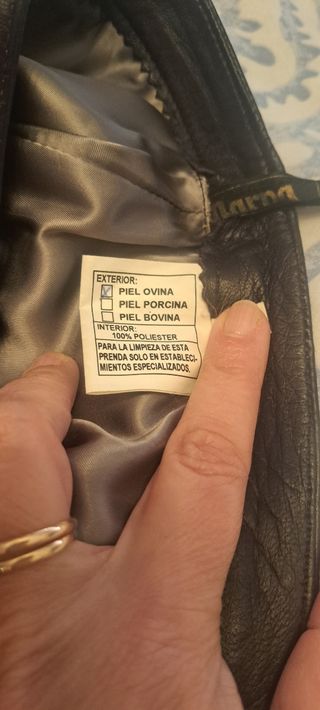 EXTERIOR:
PIEL OVINA
PIEL PORCINA
PIEL BOVINA
INTERIOR:
100% POLIESTER
PARA LA LIMPIEZA DE ESTA
PRENDA SOLO EN ESTABLECI-
MIENTOS ESPECIALIZADOS.